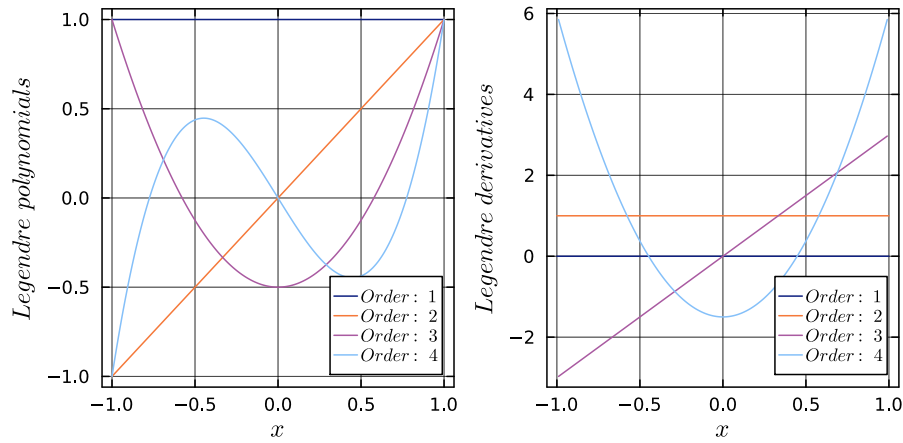 Legendre polynomials
1.0
0.5
0.0
−0.5
−1.0
−1.0
−0.5
0.0
0.5
1.0
x
Order : 1
Order : 2
Order : 3
Order : 4
Legendre derivatives
6
4
2
0
−2
−1.0
−0.5
0.0
0.5
1.0
x
Order : 1
Order : 2
Order : 3
Order : 4